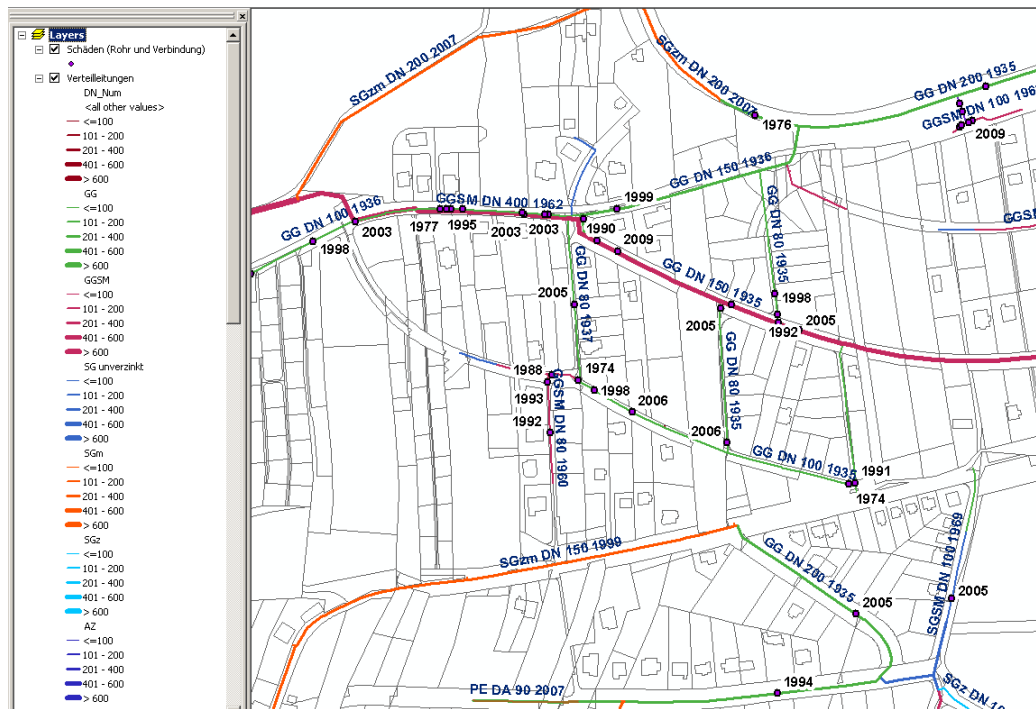 Layers
Schäden (Rohr und Verbindung)
Verteilleitungen
DN_Num
<all other values>
<=100
101 - 200
201 - 400
401 - 600
> 600
GG
<=100
101 - 200
201 - 400
401 - 600
> 600
GGSM
<=100
101 - 200
201 - 400
401 - 600
> 600
SG unverzinkt
<=100
101 - 200
201 - 400
401 - 600
> 600
SGm
<=100
101 - 200
201 - 400
401 - 600
> 600
SGz
<=100
101 - 200
201 - 400
401 - 600
> 600
AZ
<=100
101 - 200
201 - 400
401 - 600
> 600
SGzm DN 200 2007
SGzm DN 200 2007
1976
GG DN 200 1935
GGSM DN 100 196
2009
GG DN 150 1936
1999
GG DN 100 1936
GGSM DN 400 1962
1998
2003
1977
1995
2003
2003
1990
2009
GGS
GG DN 80 1937
2005
GG DN 150 1935
GG DN 80 1935
1998
2005
1992
2005
1988
1974
1993
1998
1992
GGSM DN 80 1960
2006
GG DN 80 1935
2006
GG DN 100 1935
1991
1974
SGzm DN 150 1999
GG DN 200 1935
2005
SGSM DN 100 1969
2005
PE DA 90 2007
1994
SGz DN 10